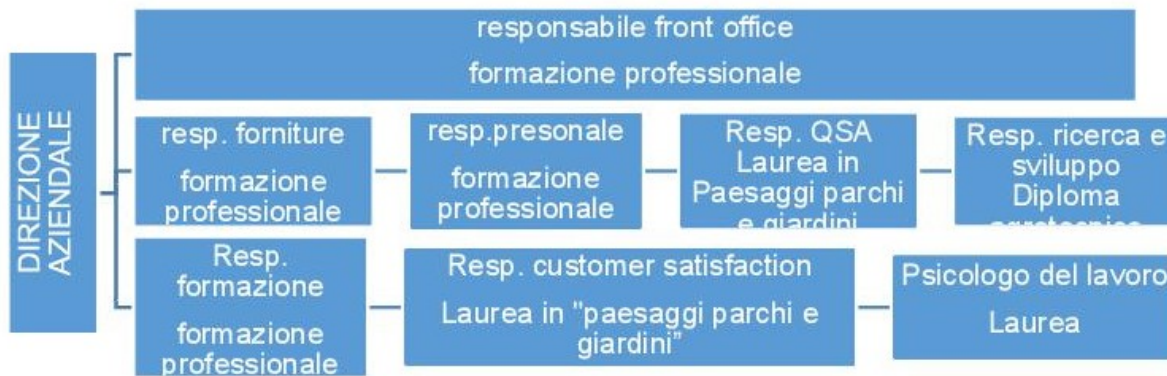 DIREZIONE
AZIENDALE
responsabile front office
formazione professionale
resp. forniture
formazione
professionale
resp.presonale
formazione
professionale
Resp. QSA
Laurea in
Paesaggi parchi
e giardini
Resp. ricerca e
sviluppo
Diploma
agrotecnico
Resp.
formazione
formazione
professionale
Resp. customer satisfaction
Laurea in "paesaggi parchi e
giardini”
Psicologo del lavoro
Laurea